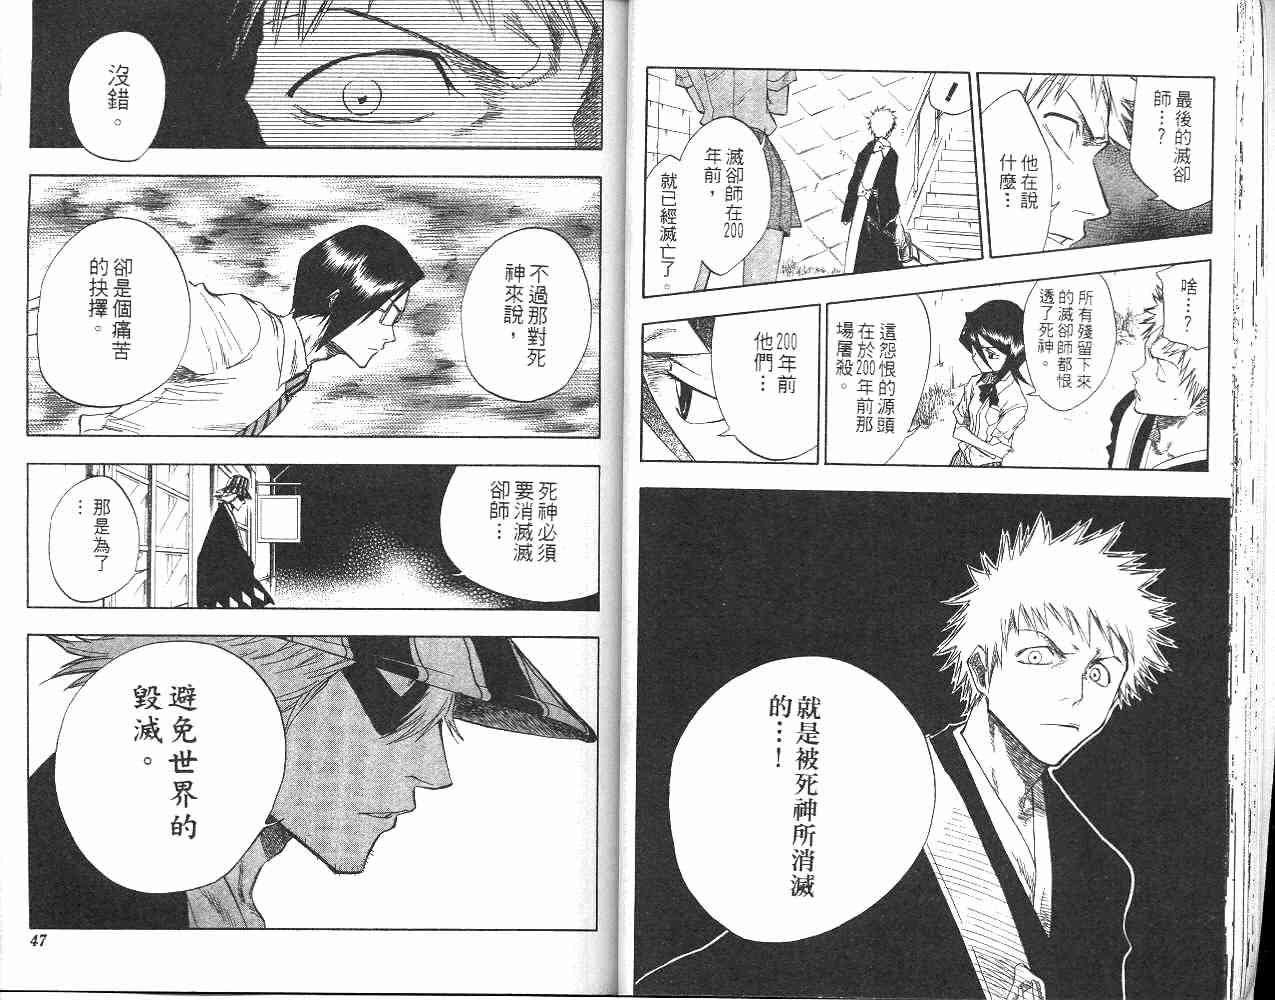 最後的滅卻
師…?
他在說
什麼…
滅卻師在200
年前，
就已經滅亡了。
啥…?
所有殘留下來
的滅卻師都恨
透了死神。
這怨恨的源頭
在於200年前那
場屠殺。
200年前
他們…
就是被死神所消滅
的…!
沒錯。
不過那對死
神來說，
卻是個痛苦
的抉擇。
死神必須
要消滅滅
卻師…
那是為了
…
避免世界的
毀滅。
47